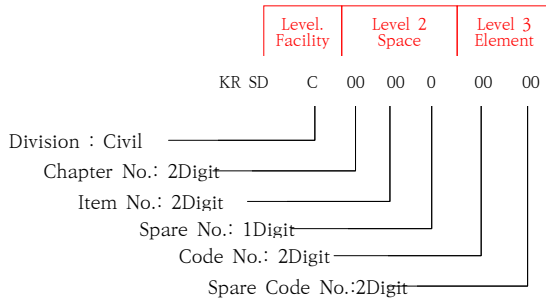 Level. Level 2 Level 3
Facility Space Element
KR SD C 00 00 0 00 00
Division : Civil
Chapter No.: 2Digit
Item No.: 2Digit
Spare No.: 1Digit
Code No.: 2Digit
Spare Code No.:2Digit